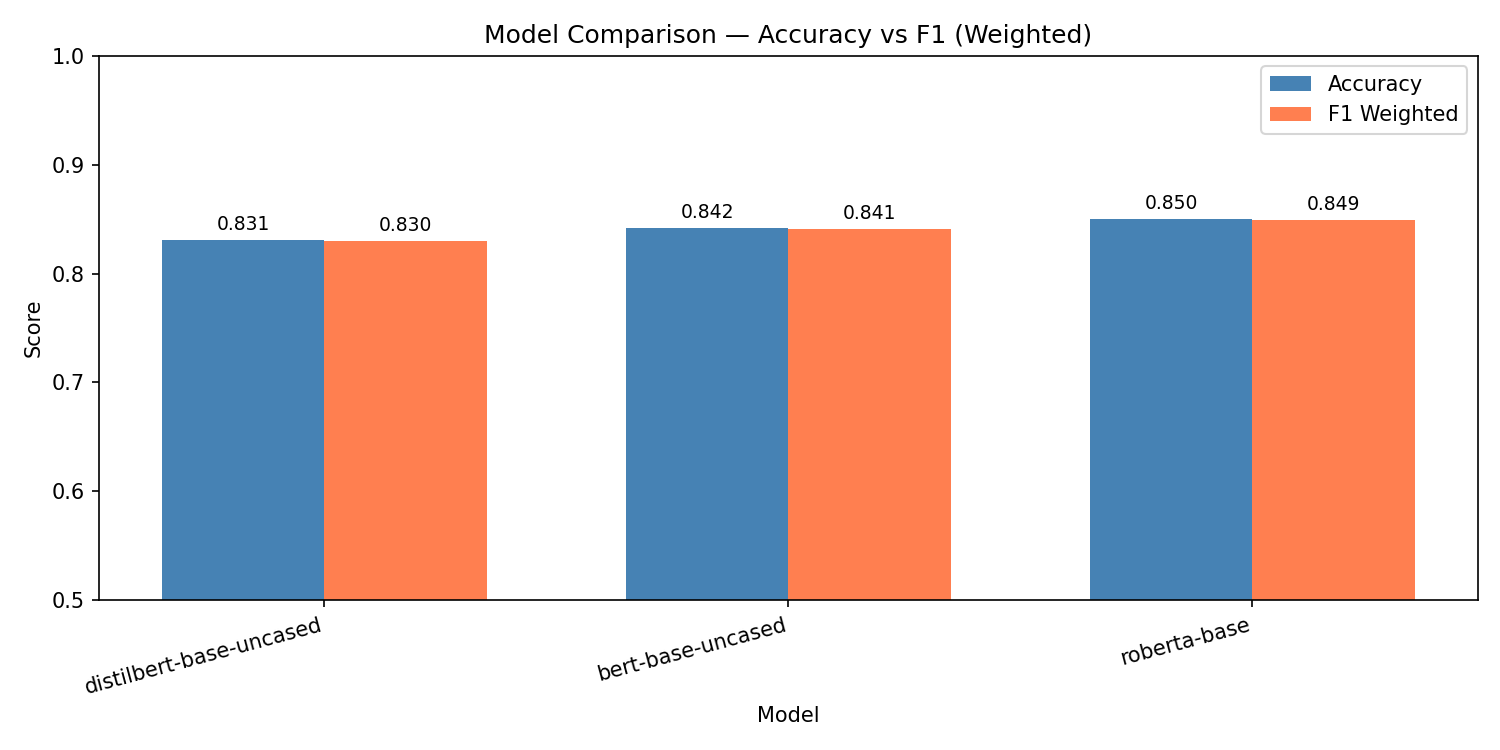 Model Comparison — Accuracy vs F1 (Weighted)
Accuracy
F1 Weighted
Score
1.0
0.9
0.8
0.7
0.6
0.5
0.831
0.830
0.842
0.841
0.850
0.849
distilbert-base-uncased
bert-base-uncased
roberta-base
Model